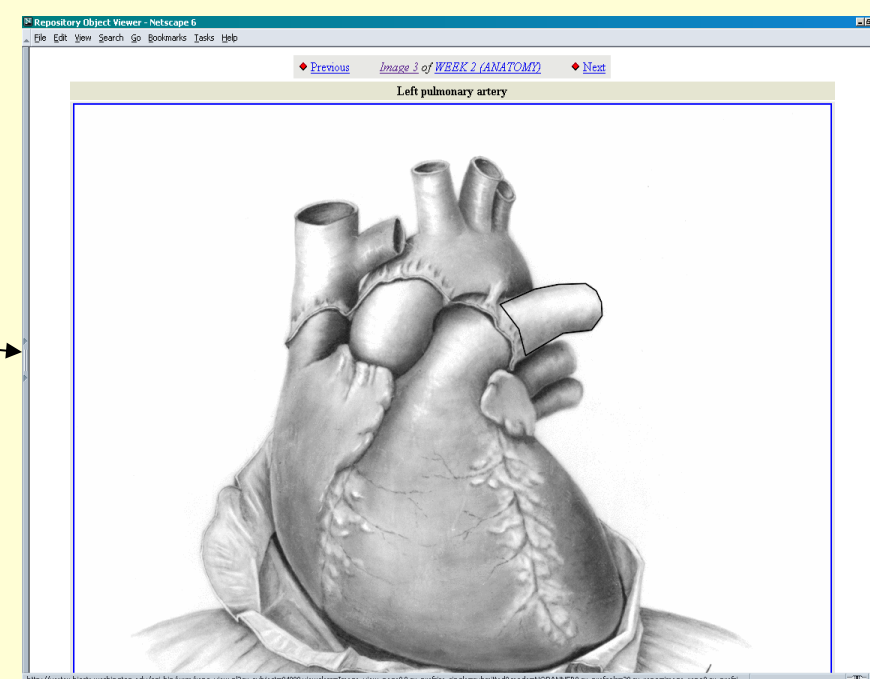 Repository Object Viewer - Netscape 6
File Edit View Search Go Bookmarks Tasks Help
Previous Image 3 of WEEK 2 (ANATOMY) Next
Left pulmonary artery